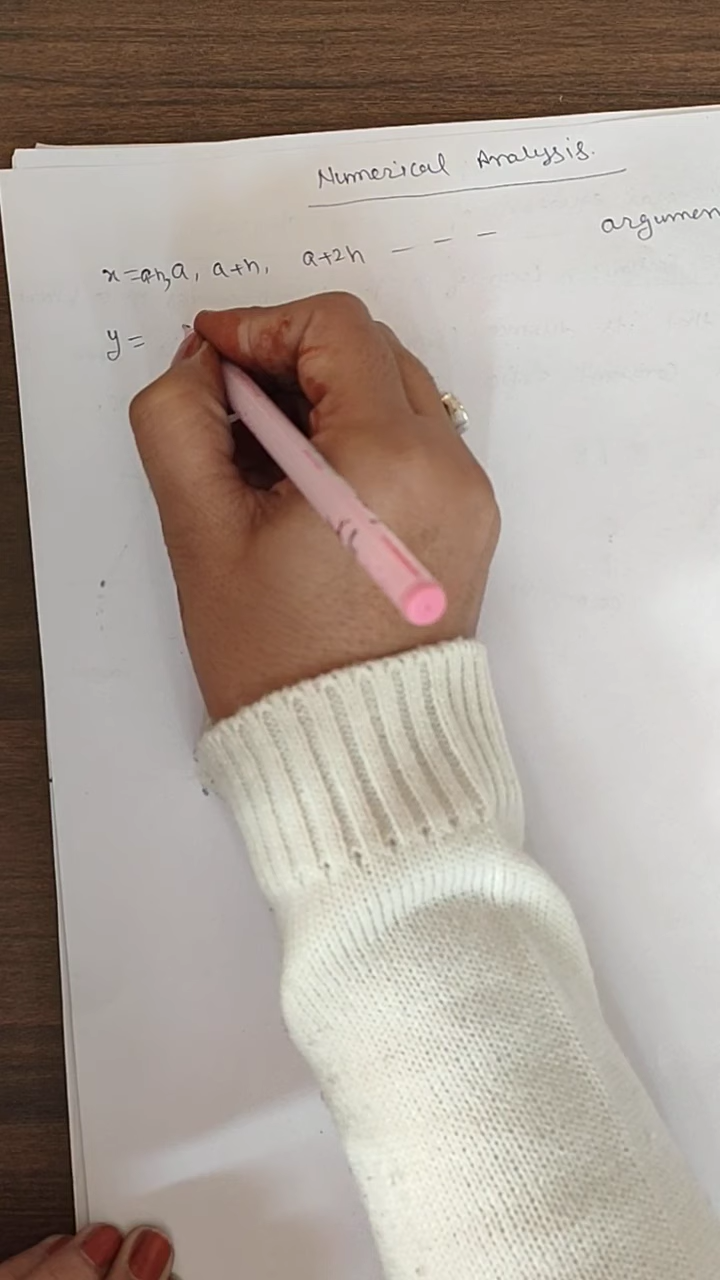 Numerical Analysis.
x = a-h, a, a+h, a+2h - - - argumen
y =